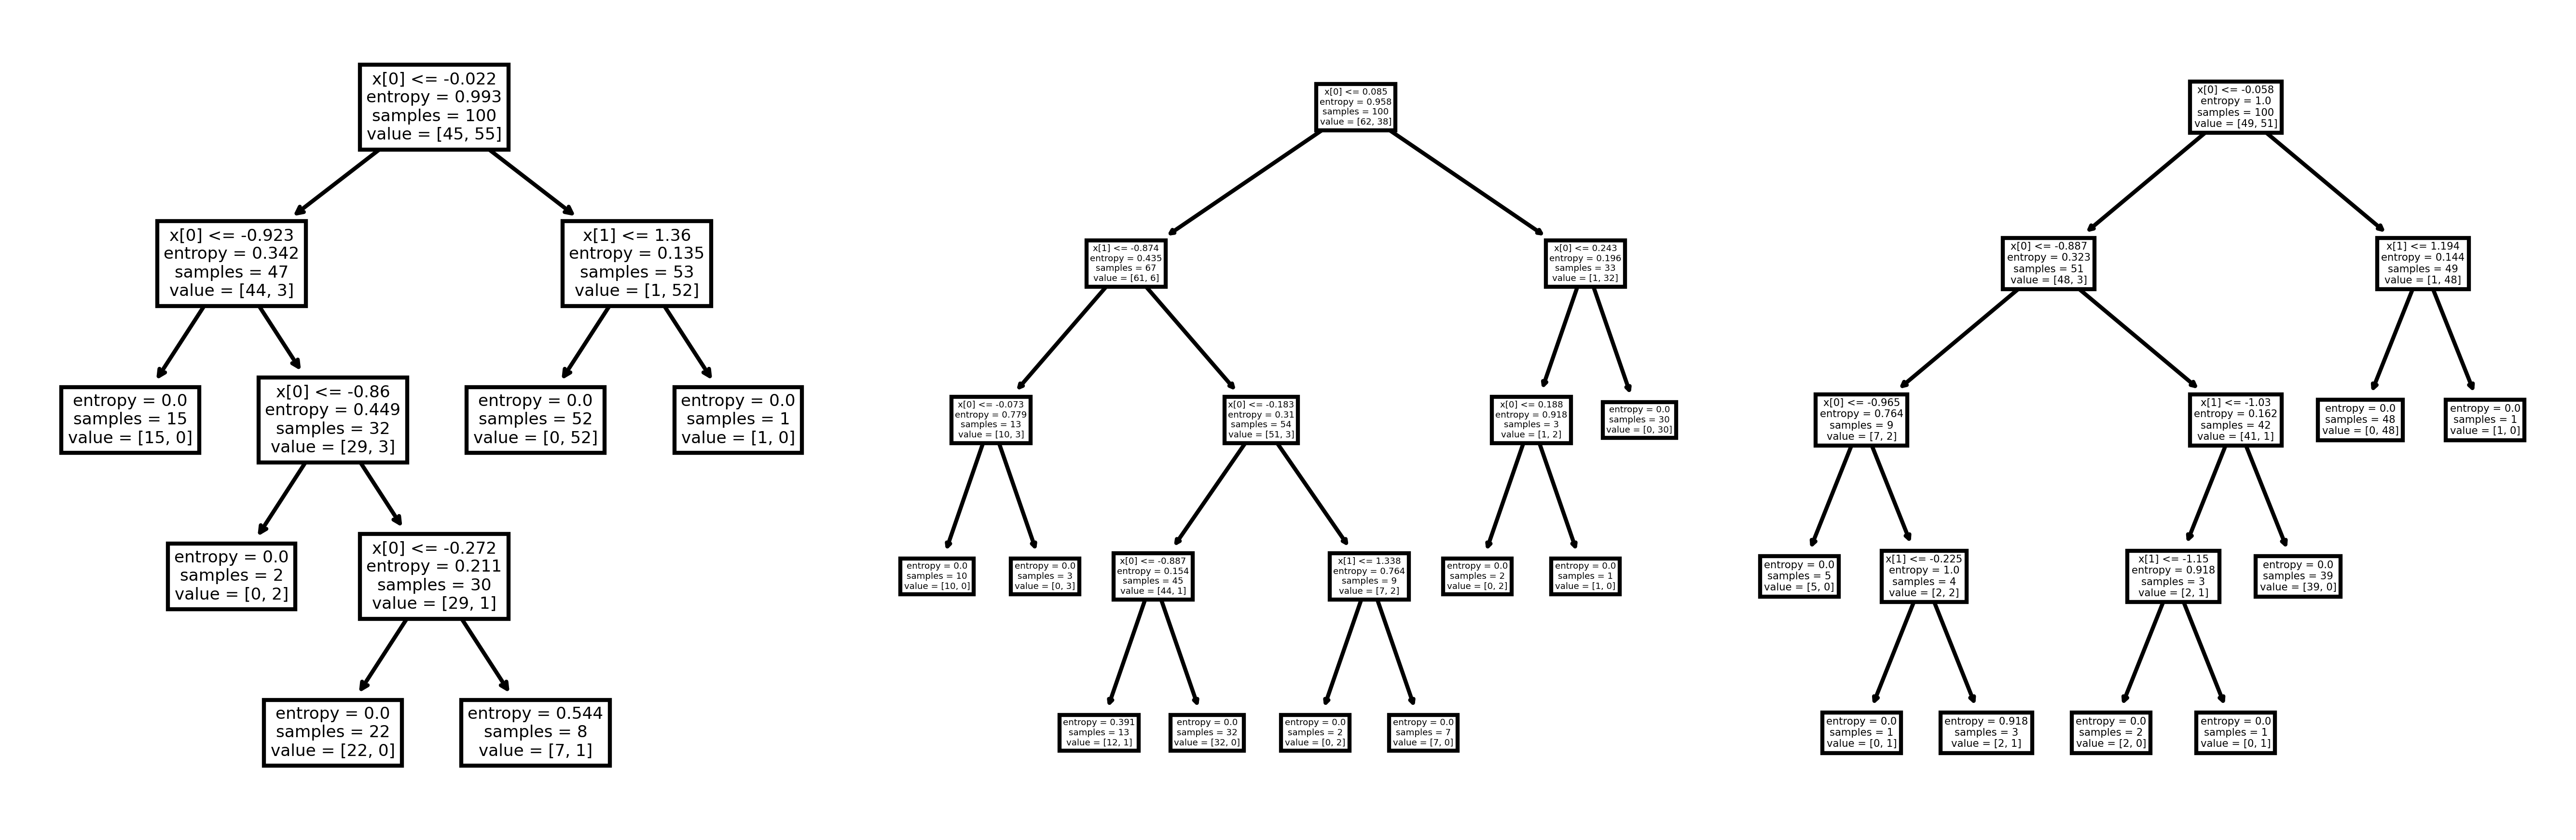 x[0] <= -0.022
entropy = 0.993
samples = 100
value = [45, 55]
x[0] <= -0.923
entropy = 0.342
samples = 47
value = [44, 3]
x[1] <= 1.36
entropy = 0.135
samples = 53
value = [1, 52]
entropy = 0.0
samples = 15
value = [15, 0]
x[0] <= -0.86
entropy = 0.449
samples = 32
value = [29, 3]
entropy = 0.0
samples = 52
value = [0, 52]
entropy = 0.0
samples = 1
value = [1, 0]
entropy = 0.0
samples = 2
value = [0, 2]
x[0] <= -0.272
entropy = 0.211
samples = 30
value = [29, 1]
entropy = 0.0
samples = 22
value = [22, 0]
entropy = 0.544
samples = 8
value = [7, 1]
x[0] <= 0.085
entropy = 0.958
samples = 100
value = [62, 38]
x[1] <= -0.874
entropy = 0.435
samples = 67
value = [61, 6]
x[0] <= 0.243
entropy = 0.196
samples = 33
value = [1, 32]
x[0] <= -0.073
entropy = 0.779
samples = 13
value = [10, 3]
x[0] <= -0.183
entropy = 0.31
samples = 54
value = [51, 3]
x[0] <= 0.188
entropy = 0.918
samples = 3
value = [1, 2]
entropy = 0.0
samples = 30
value = [0, 30]
entropy = 0.0
samples = 10
value = [10, 0]
entropy = 0.0
samples = 3
value = [0, 3]
x[0] <= -0.887
entropy = 0.154
samples = 45
value = [44, 1]
x[1] <= 1.338
entropy = 0.764
samples = 9
value = [7, 2]
entropy = 0.0
samples = 2
value = [0, 2]
entropy = 0.0
samples = 1
value = [1, 0]
entropy = 0.391
samples = 13
value = [12, 1]
entropy = 0.0
samples = 32
value = [32, 0]
entropy = 0.0
samples = 2
value = [0, 2]
entropy = 0.0
samples = 7
value = [7, 0]
x[0] <= -0.058
entropy = 1.0
samples = 100
value = [49, 51]
x[0] <= -0.887
entropy = 0.323
samples = 51
value = [48, 3]
x[1] <= 1.194
entropy = 0.144
samples = 49
value = [1, 48]
x[0] <= -0.965
entropy = 0.764
samples = 9
value = [7, 2]
x[1] <= -1.03
entropy = 0.162
samples = 42
value = [41, 1]
entropy = 0.0
samples = 48
value = [0, 48]
entropy = 0.0
samples = 1
value = [1, 0]
entropy = 0.0
samples = 5
value = [5, 0]
x[1] <= -0.225
entropy = 1.0
samples = 4
value = [2, 2]
x[1] <= -1.15
entropy = 0.918
samples = 3
value = [2, 1]
entropy = 0.0
samples = 39
value = [39, 0]
entropy = 0.0
samples = 1
value = [0, 1]
entropy = 0.918
samples = 3
value = [2, 1]
entropy = 0.0
samples = 2
value = [2, 0]
entropy = 0.0
samples = 1
value = [0, 1]